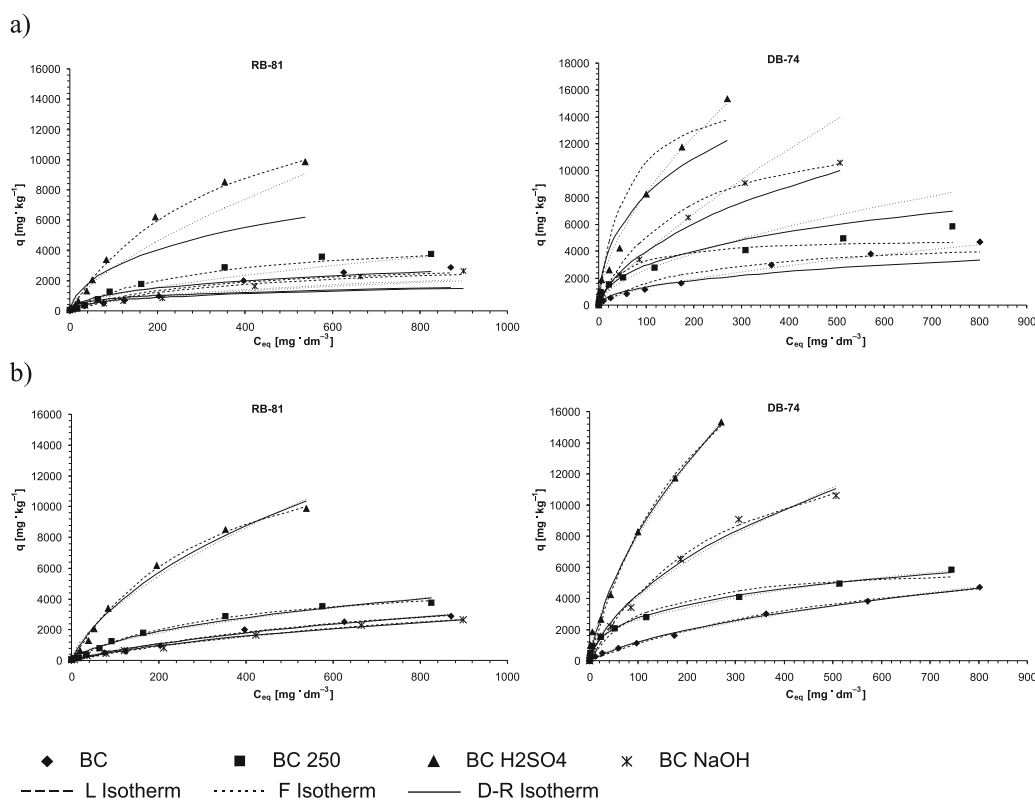 a)
RB-81
16000
14000
12000
10000
8000
6000
4000
2000
0
q [mg·kg⁻¹]
0 200 400 600 800 1000
Cₑq [mg·dm⁻³]
DB-74
18000
16000
14000
12000
10000
8000
6000
4000
2000
0
q [mg·kg⁻¹]
0 100 200 300 400 500 600 700 800 900
Cₑq [mg·dm⁻³]
b)
RB-81
16000
14000
12000
10000
8000
6000
4000
2000
0
q [mg·kg⁻¹]
0 200 400 600 800 1000
Cₑq [mg·dm⁻³]
DB-74
16000
14000
12000
10000
8000
6000
4000
2000
0
q [mg·kg⁻¹]
0 100 200 300 400 500 600 700 800 900
Cₑq [mg·dm⁻³]
BC BC 250 BC H2SO4 BC NaOH
L Isotherm F Isotherm D-R Isotherm